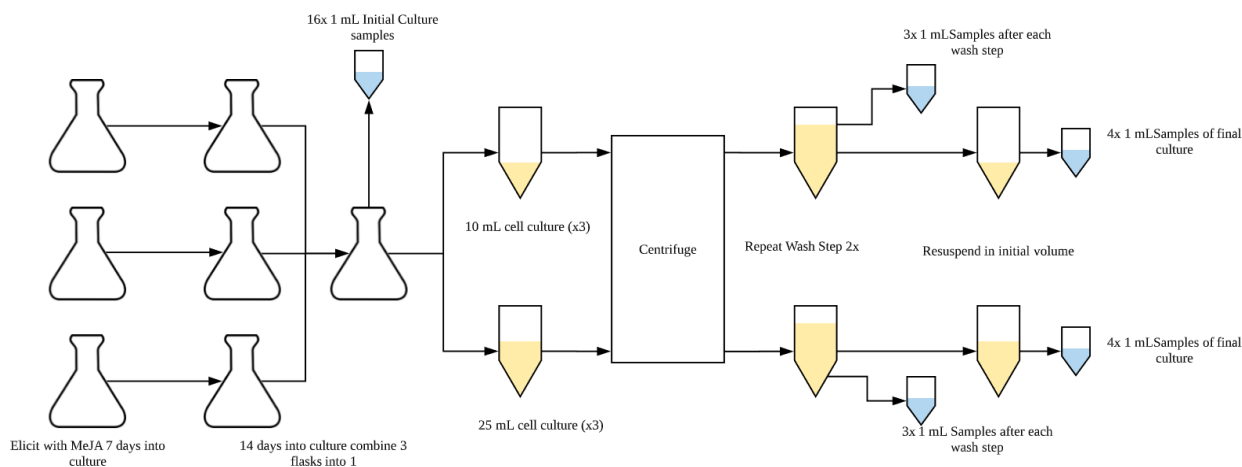 16x 1 mL Initial Culture
samples
3x 1 mLSamples after each
wash step
4x 1 mLSamples of final
culture
10 mL cell culture (x3)
Centrifuge
Repeat Wash Step 2x
Resuspend in initial volume
4x 1 mLSamples of final
culture
25 mL cell culture (x3)
3x 1 mL Samples after each
wash step
Elicit with MeJA 7 days into
culture
14 days into culture combine 3
flasks into 1